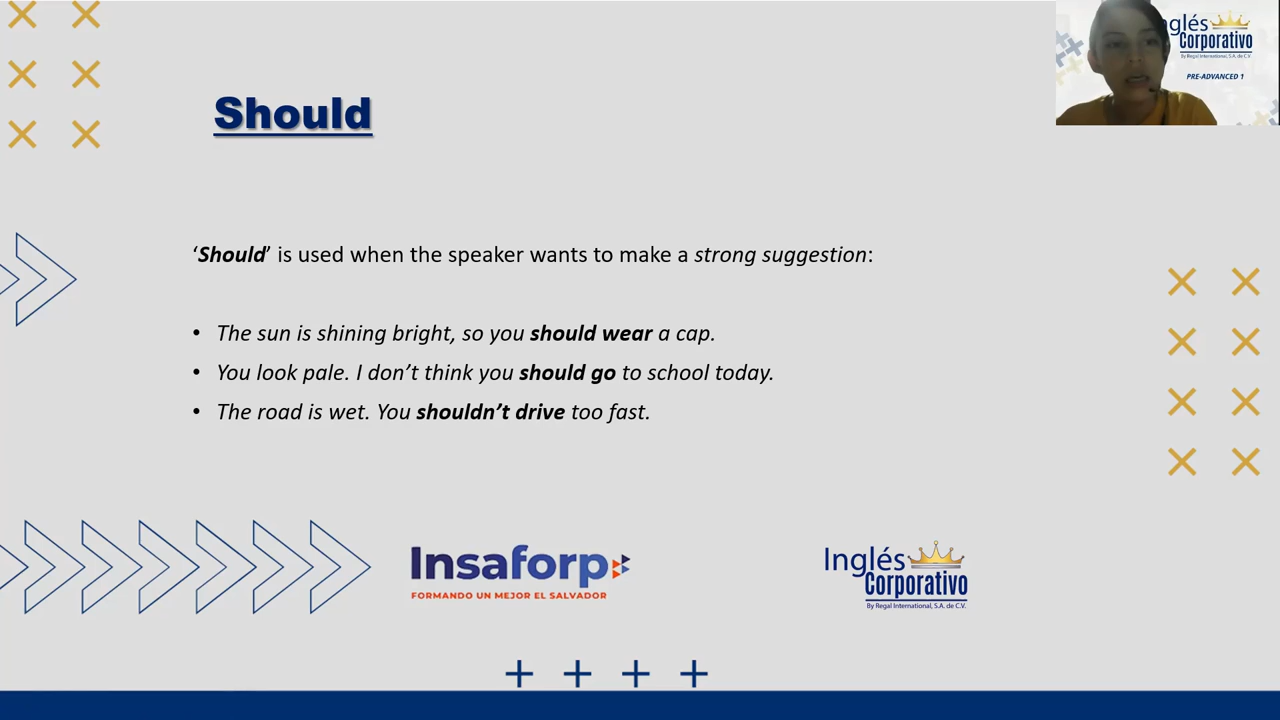 Should
nglés
Corporativo
By Regal International, S.A. de C.V.
PRE-ADVANCED 1
‘Should’ is used when the speaker wants to make a strong suggestion:
• The sun is shining bright, so you should wear a cap.
• You look pale. I don’t think you should go to school today.
• The road is wet. You shouldn’t drive too fast.
Insaforp
FORMANDO UN MEJOR EL SALVADOR
Inglés
Corporativo
By Regal International, S.A. de C.V.